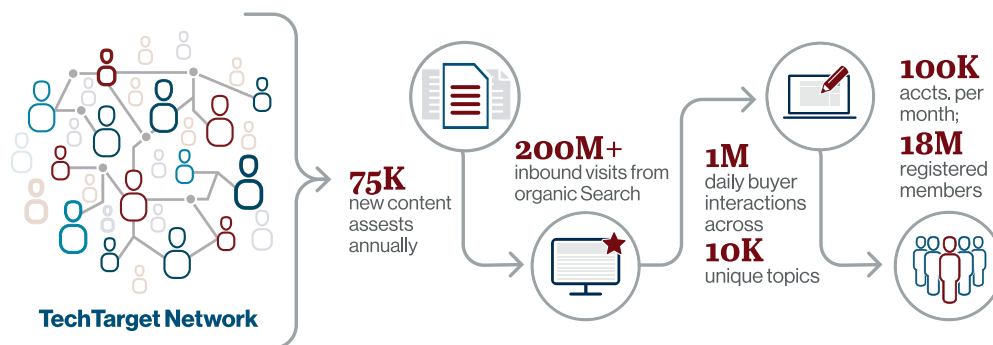 TechTarget Network
75K
new content
assests
annually
200M+
inbound visits from
organic Search
1M
daily buyer
interactions
across
10K
unique topics
100K
accts. per
month;
18M
registered
members